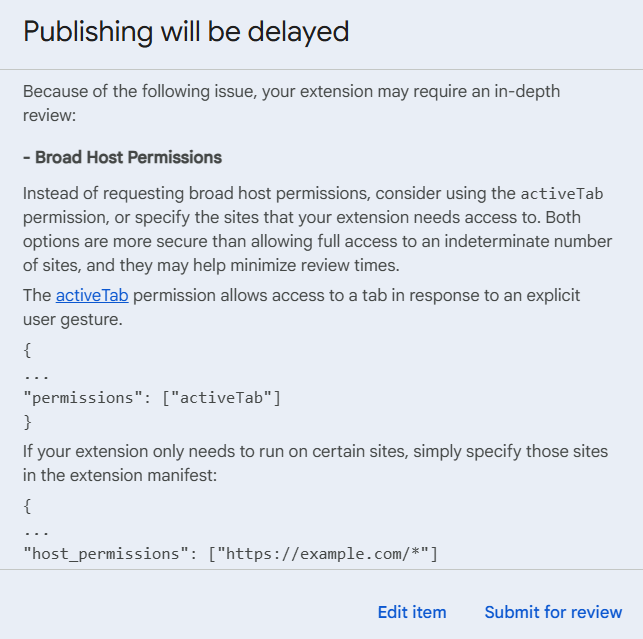 Publishing will be delayed
Because of the following issue, your extension may require an in-depth
review:
- Broad Host Permissions
Instead of requesting broad host permissions, consider using the activeTab
permission, or specify the sites that your extension needs access to. Both
options are more secure than allowing full access to an indeterminate number
of sites, and they may help minimize review times.
The activeTab permission allows access to a tab in response to an explicit
user gesture.
{
...
"permissions": ["activeTab"]
}
If your extension only needs to run on certain sites, simply specify those sites
in the extension manifest:
{
...
"host_permissions": ["https://example.com/*"]
Edit item Submit for review